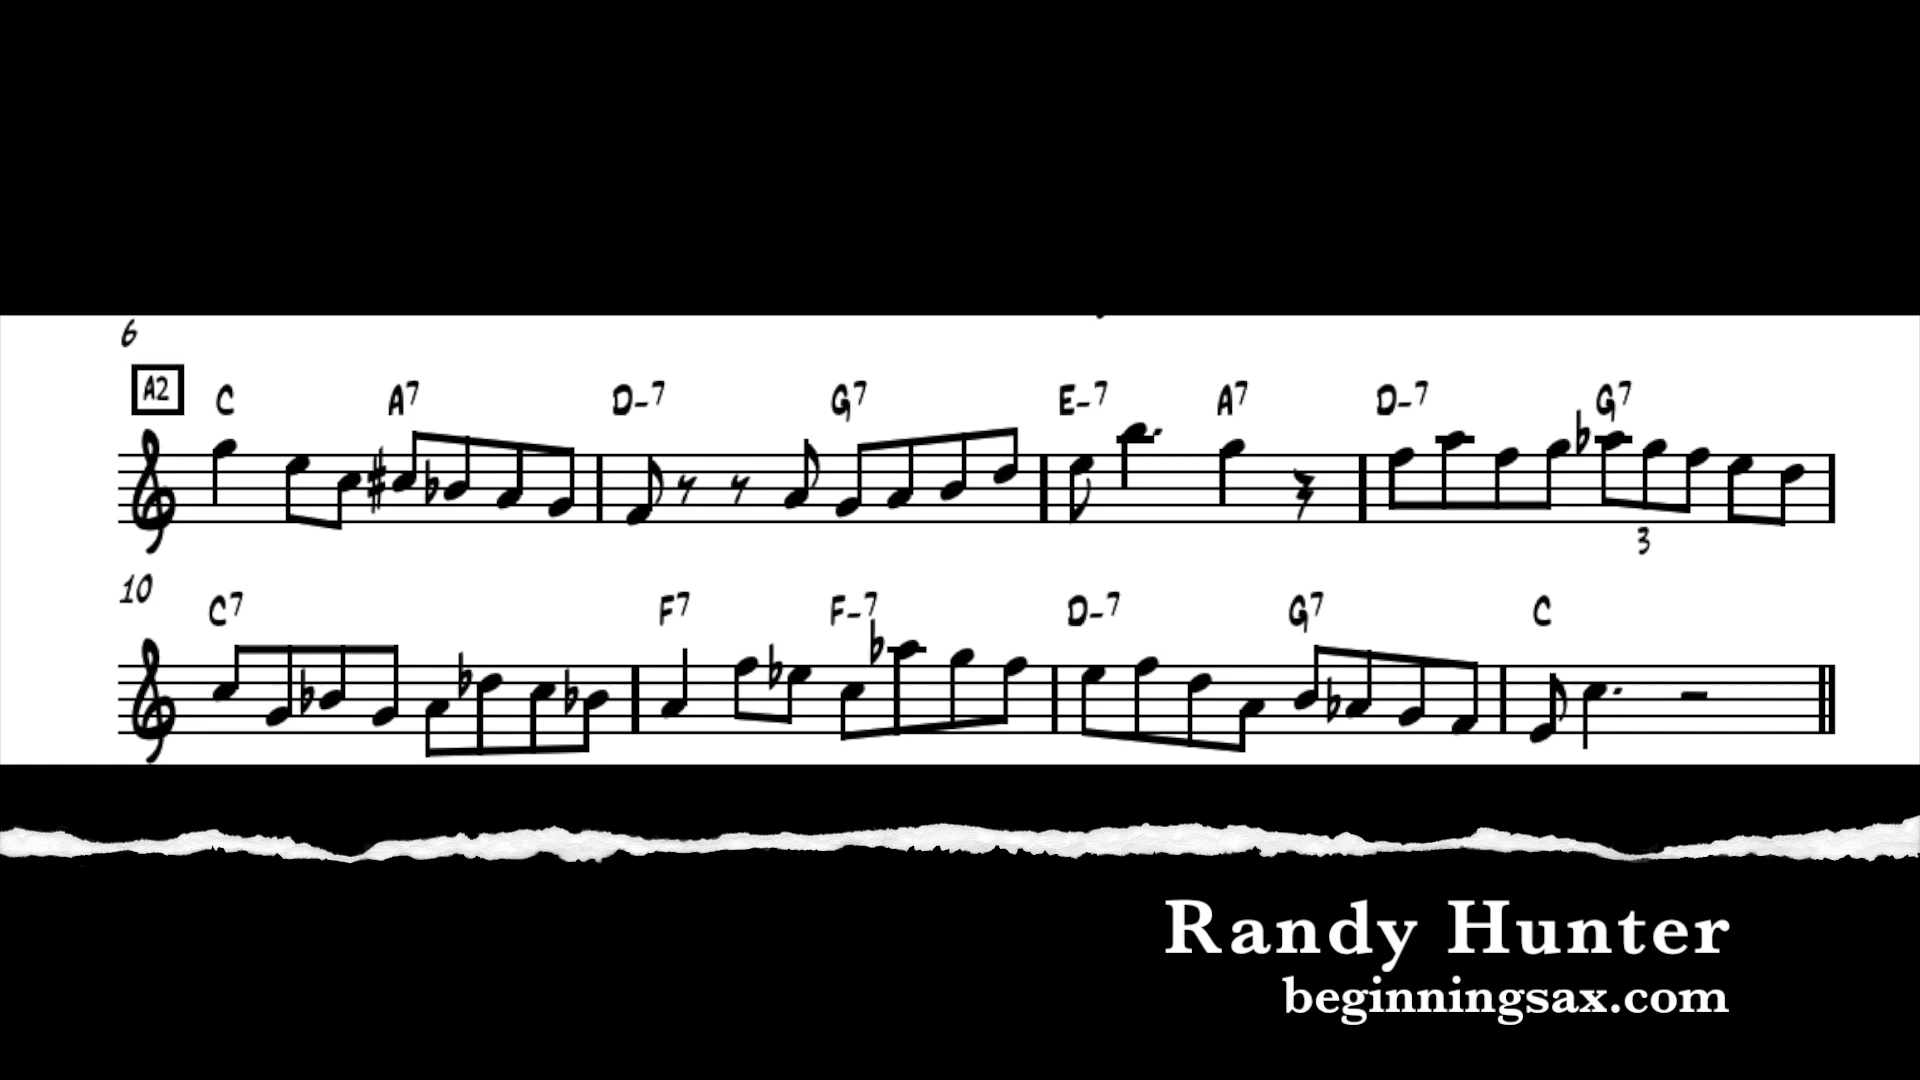 6
A2 C A7 D-7 G7 E-7 A7 D-7 G7
3
10
C7 F7 F-7 D-7 G7 C
Randy Hunter
beginningsax.com